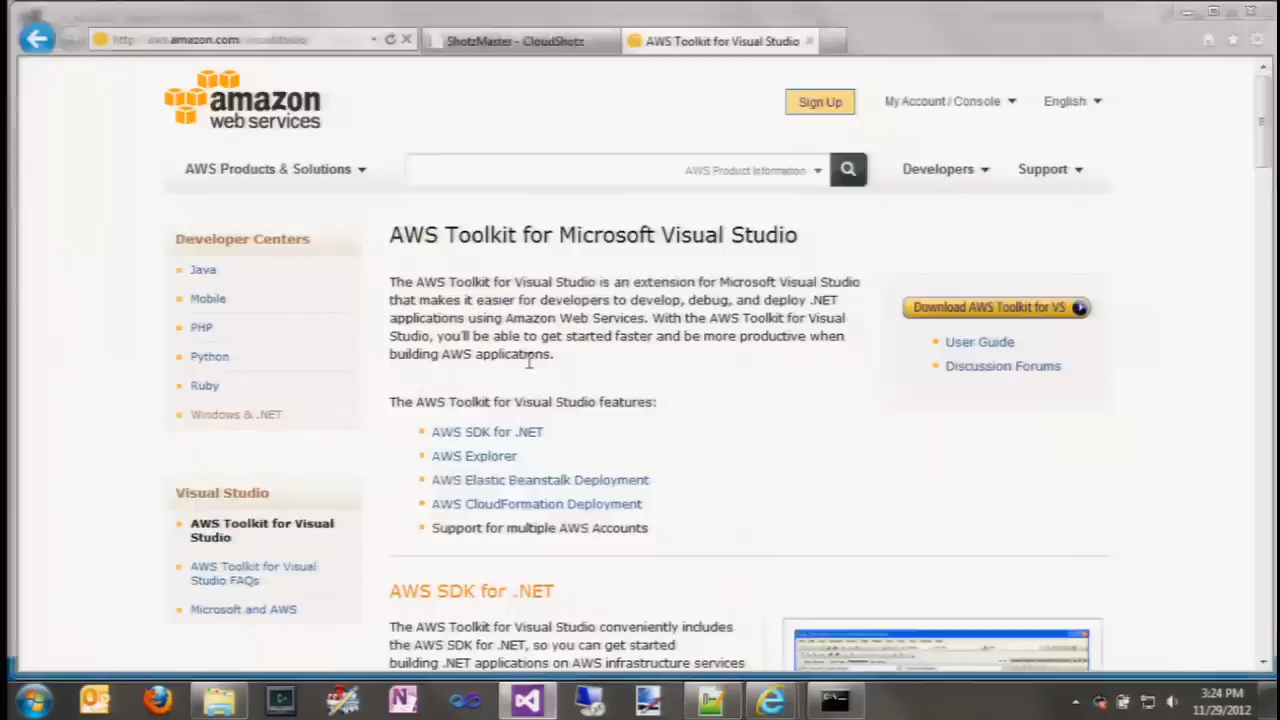 http://aws.amazon.com/visualstudio/
ShotzMaster - CloudShotz
AWS Toolkit for Visual Studio
amazon
web services
Sign Up
My Account / Console
English
AWS Products & Solutions
AWS Product Information
Developers
Support
Developer Centers
Java
Mobile
PHP
Python
Ruby
Windows & .NET
Visual Studio
AWS Toolkit for Visual
Studio
AWS Toolkit for Visual
Studio FAQs
Microsoft and AWS
AWS Toolkit for Microsoft Visual Studio
The AWS Toolkit for Visual Studio is an extension for Microsoft Visual Studio
that makes it easier for developers to develop, debug, and deploy .NET
applications using Amazon Web Services. With the AWS Toolkit for Visual
Studio, you'll be able to get started faster and be more productive when
building AWS applications.
The AWS Toolkit for Visual Studio features:
AWS SDK for .NET
AWS Explorer
AWS Elastic Beanstalk Deployment
AWS CloudFormation Deployment
Support for multiple AWS Accounts
AWS SDK for .NET
The AWS Toolkit for Visual Studio conveniently includes
the AWS SDK for .NET, so you can get started
building .NET applications on AWS infrastructure services
Download AWS Toolkit for VS
User Guide
Discussion Forums
3:24 PM
11/29/2012